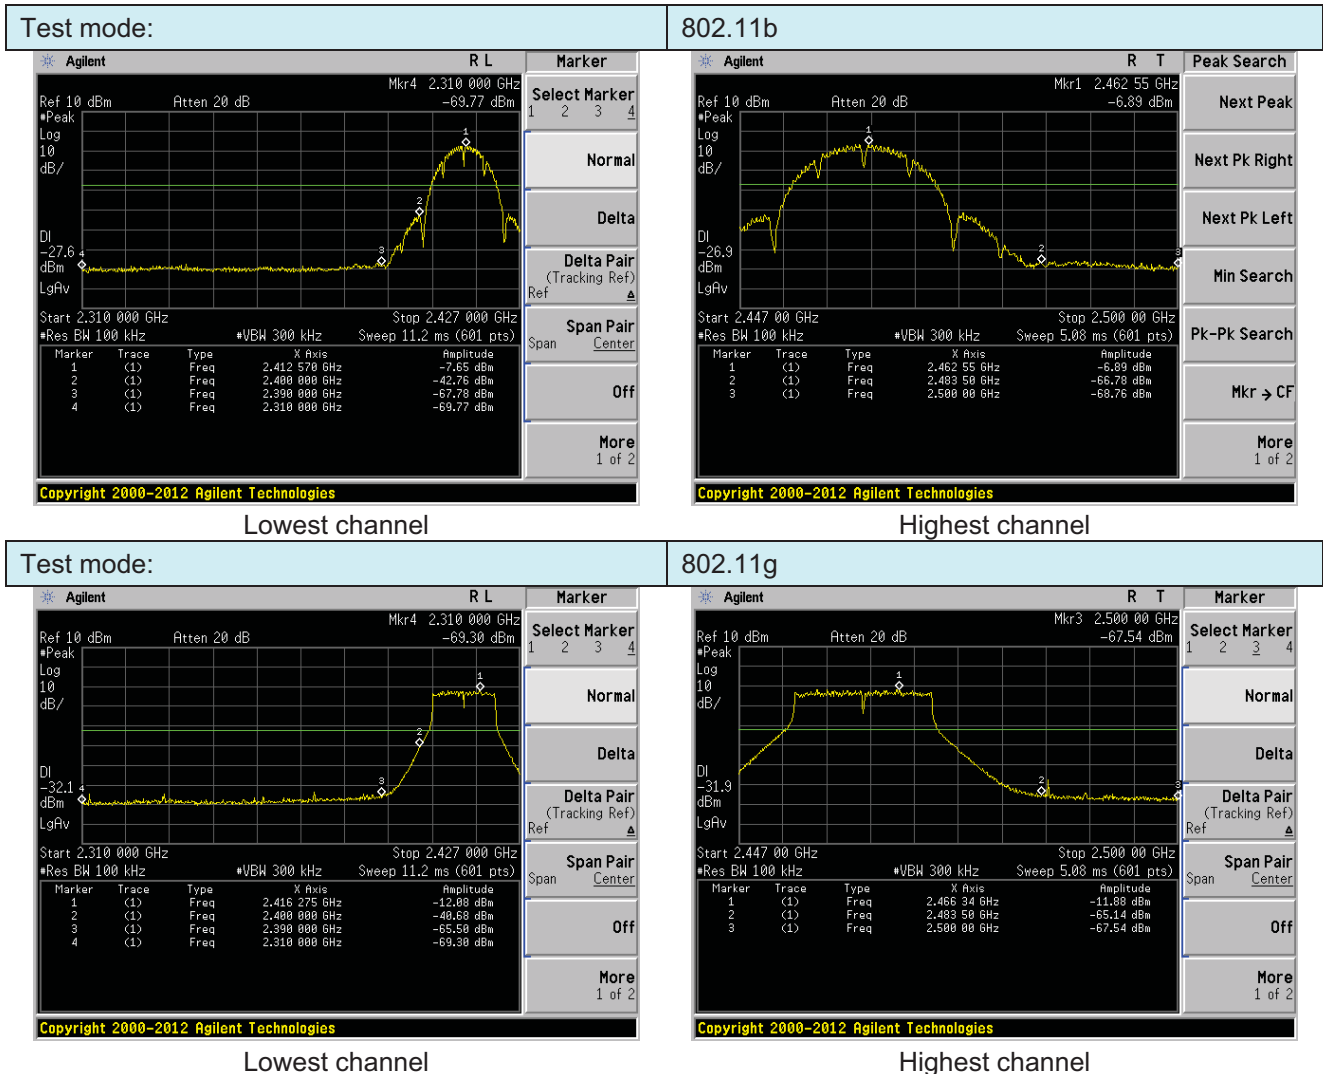 Test mode: 802.11b
Agilent R L Marker
Mkr4 2.310 000 GHz
Ref 10 dBm Atten 20 dB -69.77 dBm
#Peak
Log
10
dB/
DI
-27.6
dBm
LgAv
1
2
3
4
Start 2.310 000 GHz Stop 2.427 000 GHz
#Res BW 100 kHz #VBW 300 kHz Sweep 11.2 ms (601 pts)
Marker Trace Type X Axis Amplitude
1 (1) Freq 2.412 570 GHz -7.65 dBm
2 (1) Freq 2.400 000 GHz -42.76 dBm
3 (1) Freq 2.390 000 GHz -67.78 dBm
4 (1) Freq 2.310 000 GHz -69.77 dBm
Select Marker
1 2 3 4
Normal
Delta
Delta Pair
(Tracking Ref)
Ref Δ
Span Pair
Span Center
Off
More
1 of 2
Copyright 2000-2012 Agilent Technologies
Lowest channel
Agilent R T Peak Search
Mkr1 2.462 55 GHz
Ref 10 dBm Atten 20 dB -6.89 dBm
#Peak
Log
10
dB/
DI
-26.9
dBm
LgAv
1
2
3
Start 2.447 00 GHz Stop 2.500 00 GHz
#Res BW 100 kHz #VBW 300 kHz Sweep 5.08 ms (601 pts)
Marker Trace Type X Axis Amplitude
1 (1) Freq 2.462 55 GHz -6.89 dBm
2 (1) Freq 2.483 50 GHz -66.78 dBm
3 (1) Freq 2.500 00 GHz -68.76 dBm
Next Peak
Next Pk Right
Next Pk Left
Min Search
Pk-Pk Search
Mkr → CF
More
1 of 2
Copyright 2000-2012 Agilent Technologies
Highest channel
Test mode: 802.11g
Agilent R L Marker
Mkr4 2.310 000 GHz
Ref 10 dBm Atten 20 dB -69.30 dBm
#Peak
Log
10
dB/
DI
-32.1
dBm
LgAv
1
2
3
4
Start 2.310 000 GHz Stop 2.427 000 GHz
#Res BW 100 kHz #VBW 300 kHz Sweep 11.2 ms (601 pts)
Marker Trace Type X Axis Amplitude
1 (1) Freq 2.416 275 GHz -12.08 dBm
2 (1) Freq 2.400 000 GHz -40.68 dBm
3 (1) Freq 2.390 000 GHz -65.50 dBm
4 (1) Freq 2.310 000 GHz -69.30 dBm
Select Marker
1 2 3 4
Normal
Delta
Delta Pair
(Tracking Ref)
Ref Δ
Span Pair
Span Center
Off
More
1 of 2
Copyright 2000-2012 Agilent Technologies
Lowest channel
Agilent R T Marker
Mkr3 2.500 00 GHz
Ref 10 dBm Atten 20 dB -67.54 dBm
#Peak
Log
10
dB/
DI
-31.9
dBm
LgAv
1
2
3
Start 2.447 00 GHz Stop 2.500 00 GHz
#Res BW 100 kHz #VBW 300 kHz Sweep 5.08 ms (601 pts)
Marker Trace Type X Axis Amplitude
1 (1) Freq 2.466 34 GHz -11.88 dBm
2 (1) Freq 2.483 50 GHz -65.14 dBm
3 (1) Freq 2.500 00 GHz -67.54 dBm
Select Marker
1 2 3 4
Normal
Delta
Delta Pair
(Tracking Ref)
Ref Δ
Span Pair
Span Center
Off
More
1 of 2
Copyright 2000-2012 Agilent Technologies
Highest channel